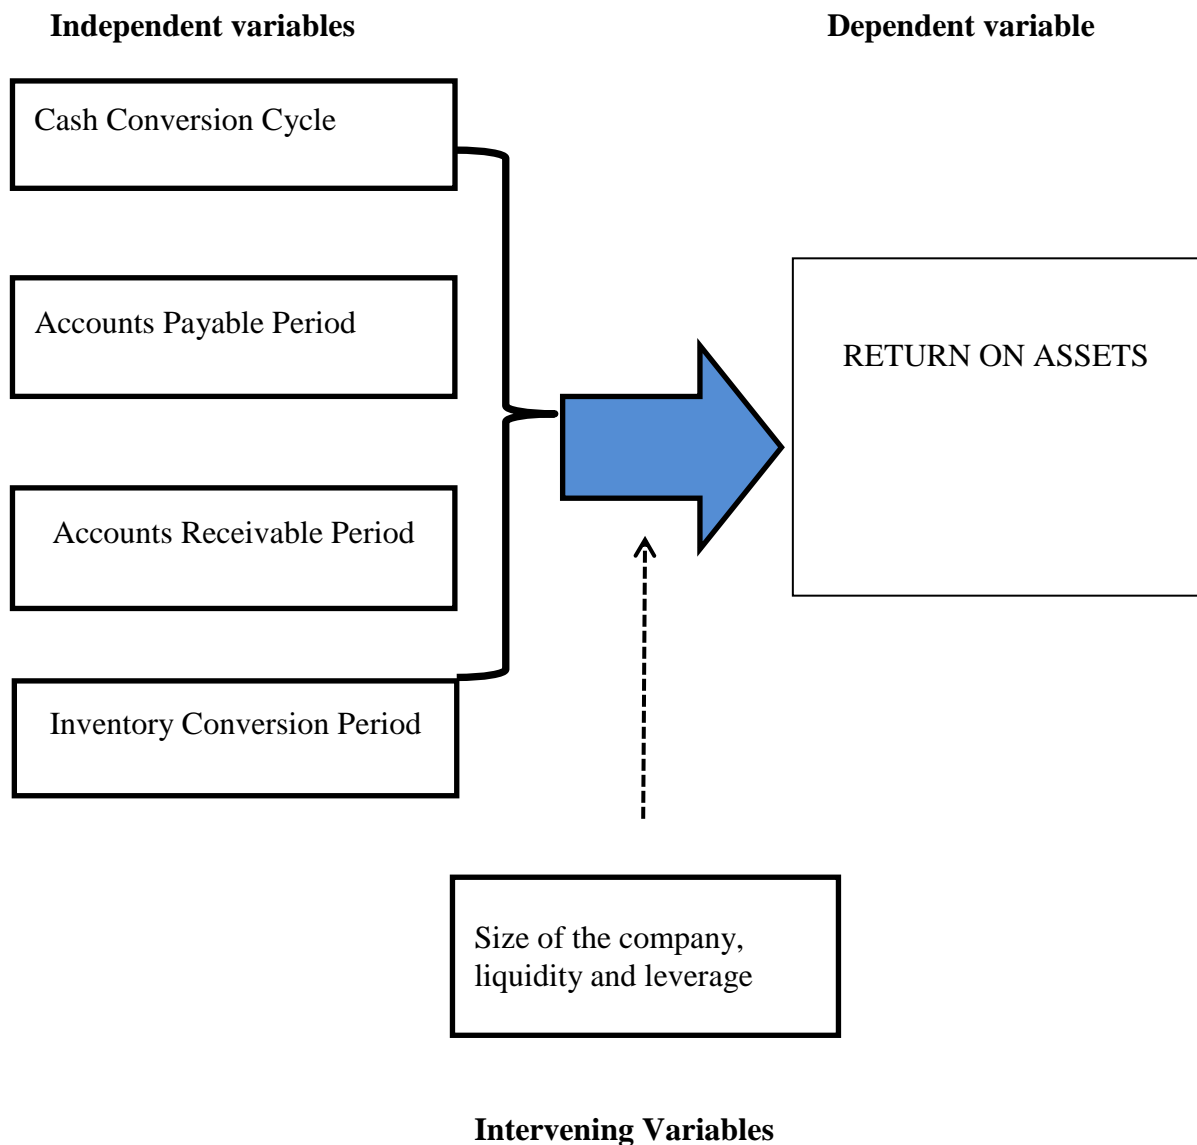 Independent variables
Dependent variable
Cash Conversion Cycle
Accounts Payable Period
RETURN ON ASSETS
Accounts Receivable Period
Inventory Conversion Period
Size of the company,
liquidity and leverage
Intervening Variables